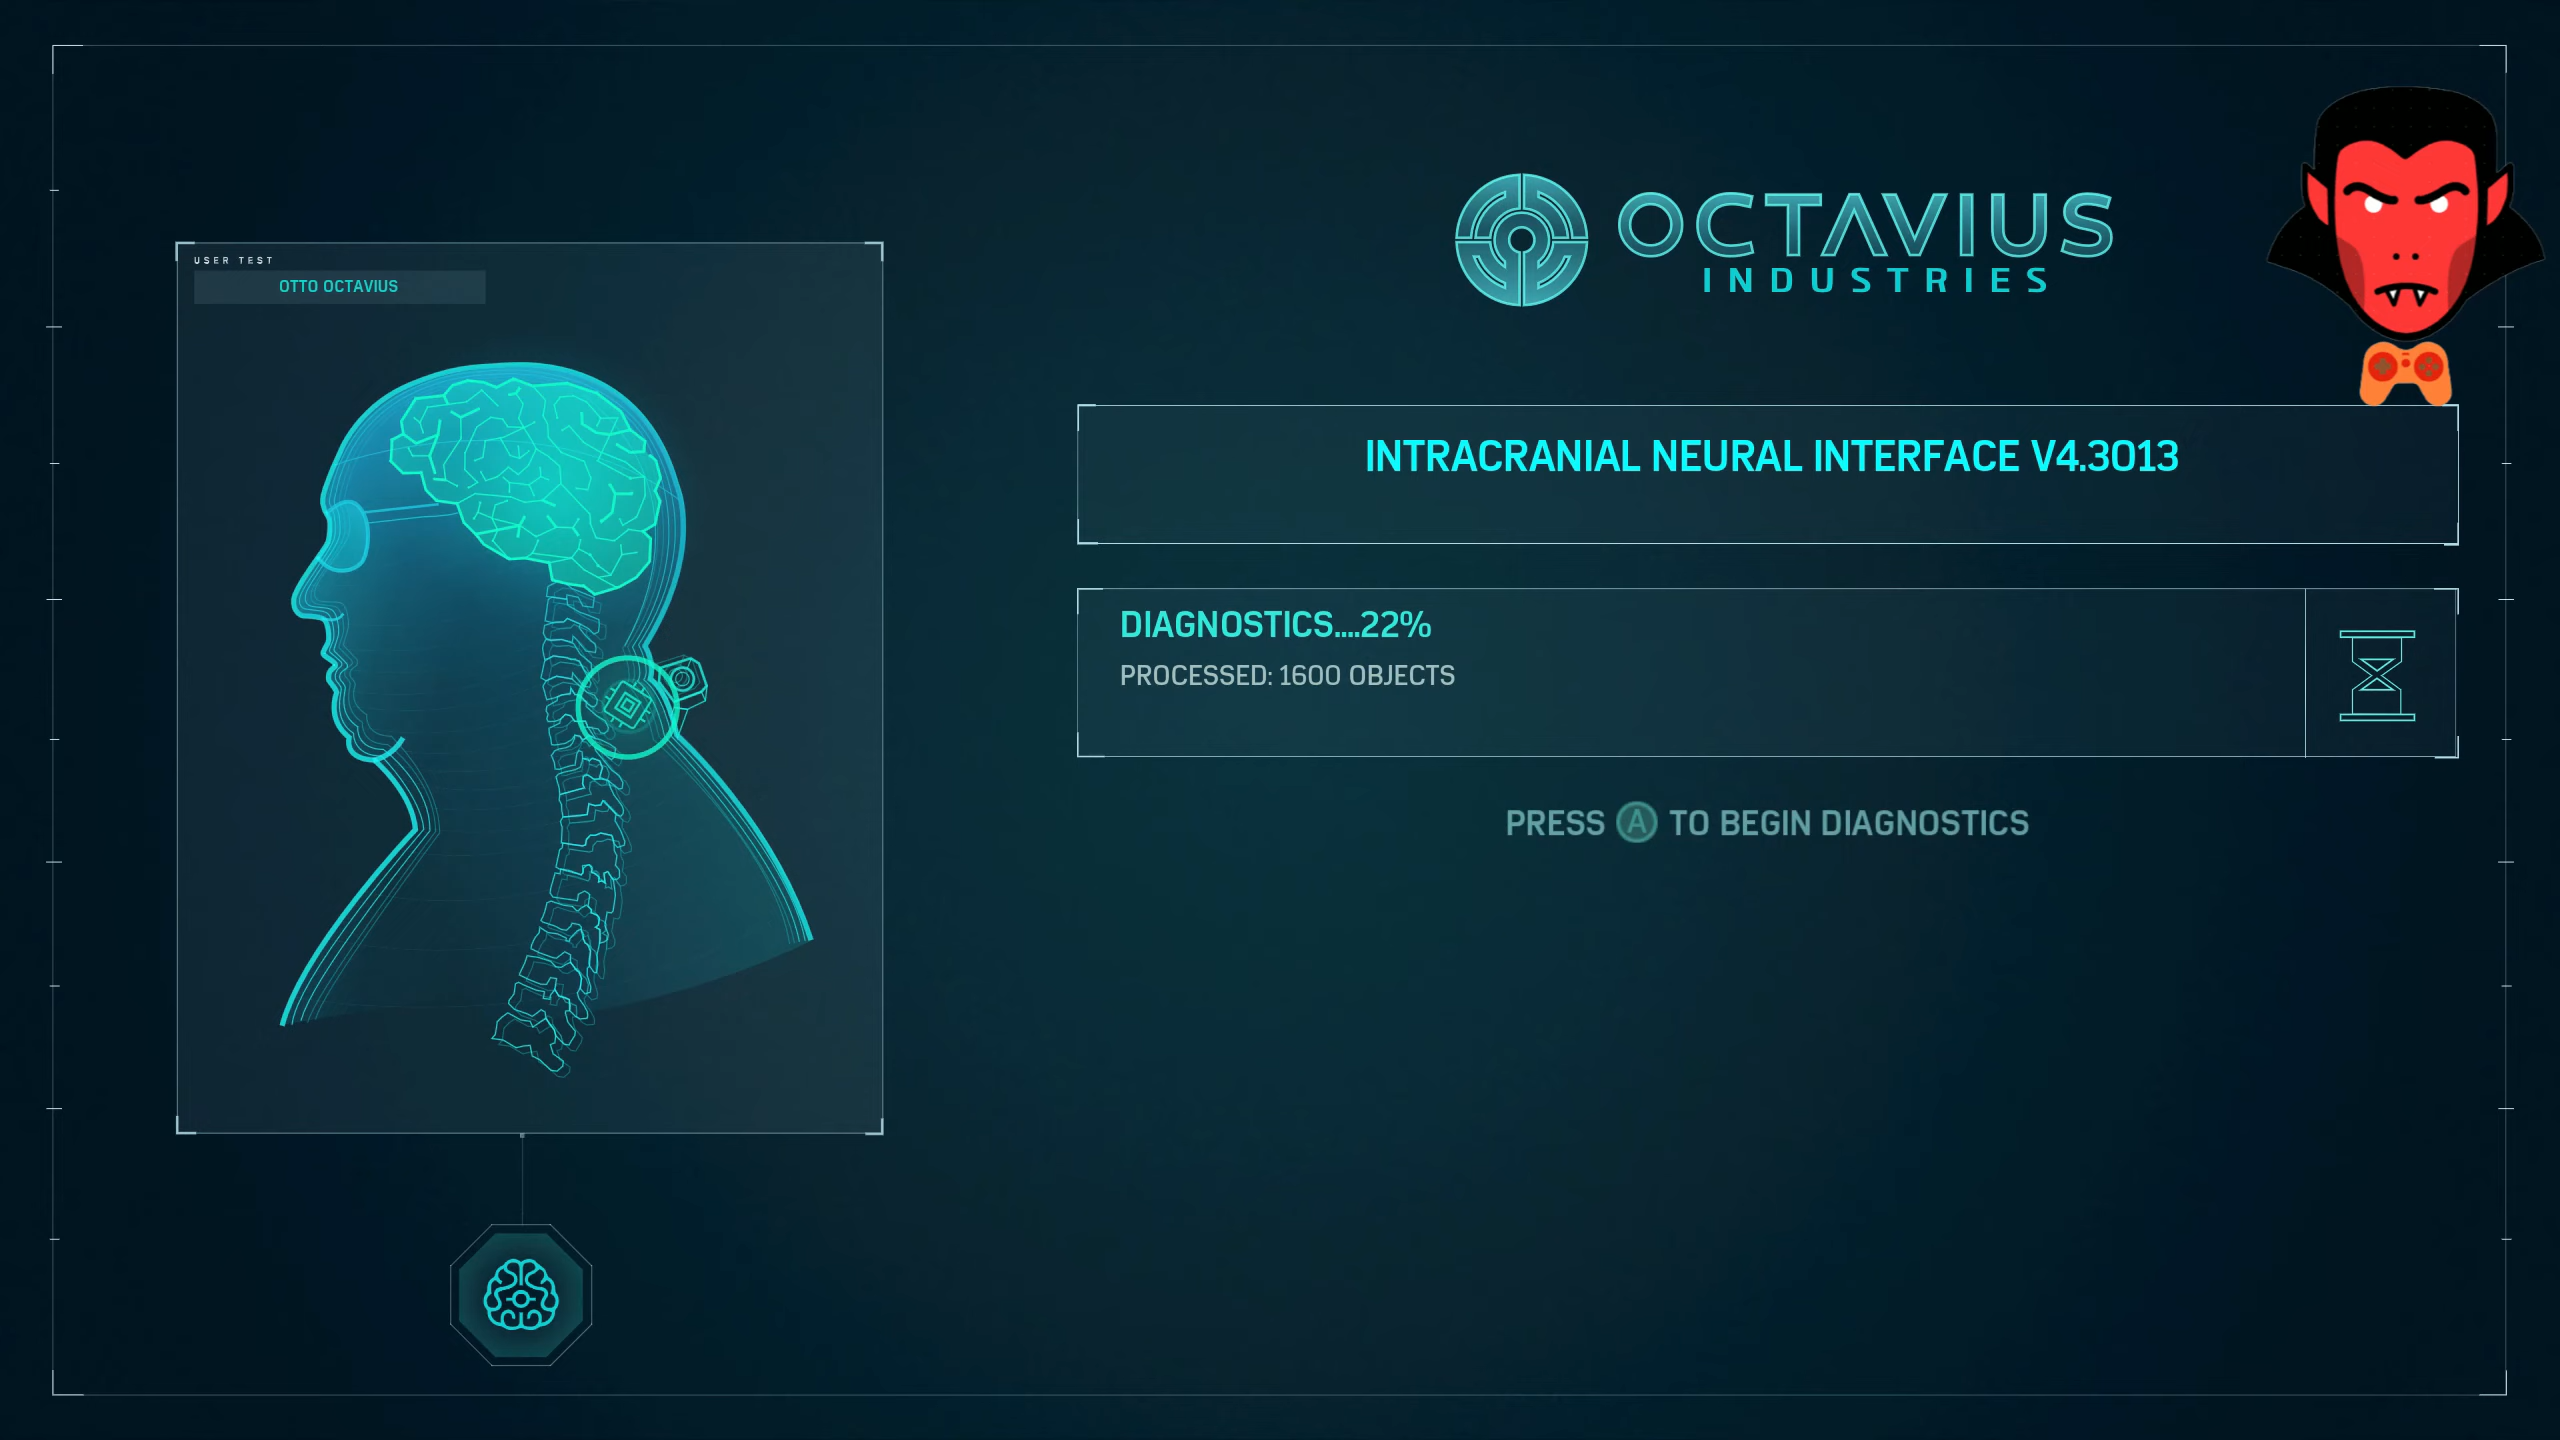 USER TEST
OTTO OCTAVIUS
OCTAVIUS
INDUSTRIES
INTRACRANIAL NEURAL INTERFACE V4.3013
DIAGNOSTICS....22%
PROCESSED: 1600 OBJECTS
PRESS A TO BEGIN DIAGNOSTICS